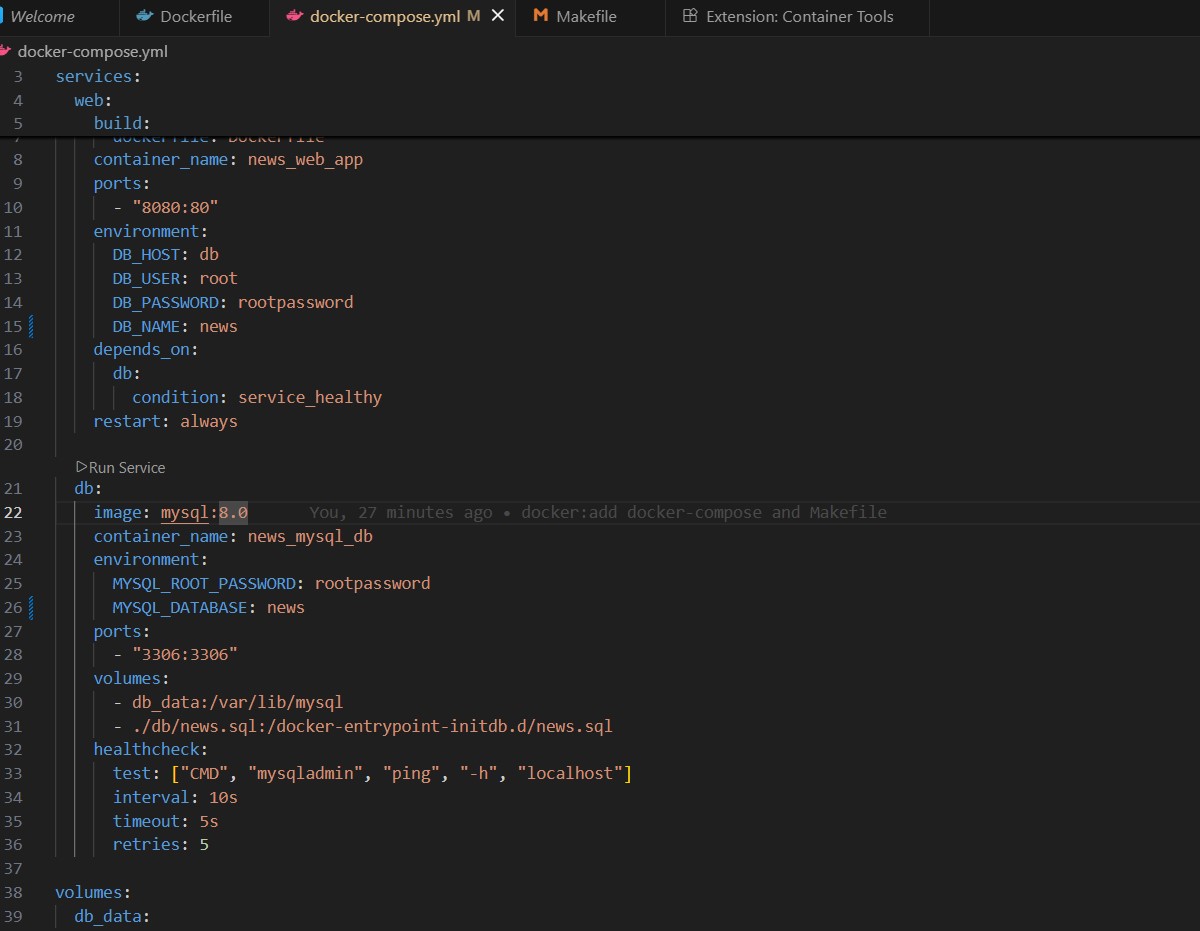 Welcome
Dockerfile
docker-compose.yml M
Makefile
Extension: Container Tools
docker-compose.yml
3 services:
4 web:
5 build:
7 dockerfile: Dockerfile
8 container_name: news_web_app
9 ports:
10 - "8080:80"
11 environment:
12 DB_HOST: db
13 DB_USER: root
14 DB_PASSWORD: rootpassword
15 DB_NAME: news
16 depends_on:
17 db:
18 condition: service_healthy
19 restart: always
20
Run Service
21 db:
22 image: mysql:8.0 You, 27 minutes ago • docker:add docker-compose and Makefile
23 container_name: news_mysql_db
24 environment:
25 MYSQL_ROOT_PASSWORD: rootpassword
26 MYSQL_DATABASE: news
27 ports:
28 - "3306:3306"
29 volumes:
30 - db_data:/var/lib/mysql
31 - ./db/news.sql:/docker-entrypoint-initdb.d/news.sql
32 healthcheck:
33 test: ["CMD", "mysqladmin", "ping", "-h", "localhost"]
34 interval: 10s
35 timeout: 5s
36 retries: 5
37
38 volumes:
39 db_data: